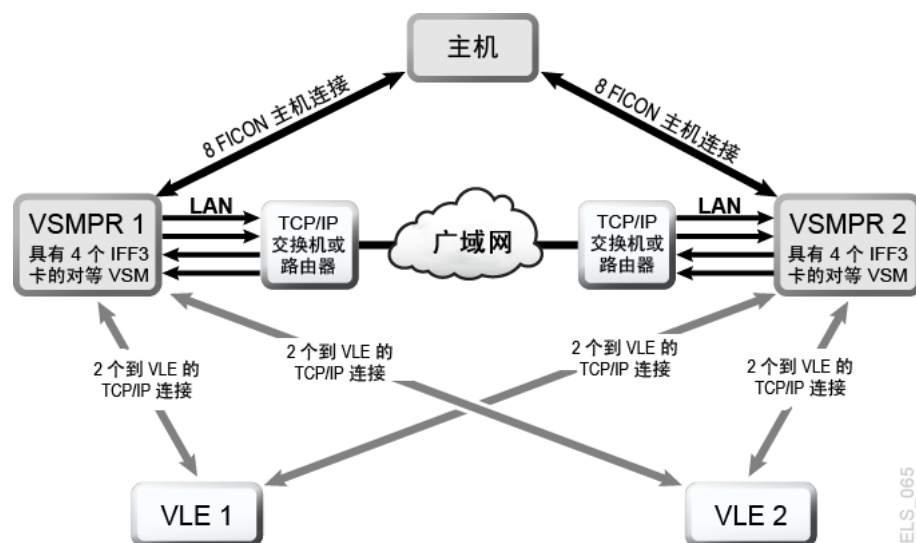 主机
8 FICON 主机连接
8 FICON 主机连接
VSMPR 1
具有 4 个 IFF3
卡的对等 VSM
LAN
TCP/IP
交换机或
路由器
广域网
TCP/IP
交换机或
路由器
LAN
VSMPR 2
具有 4 个 IFF3
卡的对等 VSM
2 个到 VLE 的
TCP/IP 连接
2 个到 VLE 的
TCP/IP 连接
2 个到 VLE 的
TCP/IP 连接
2 个到 VLE 的
TCP/IP 连接
VLE 1
VLE 2
ELS_065